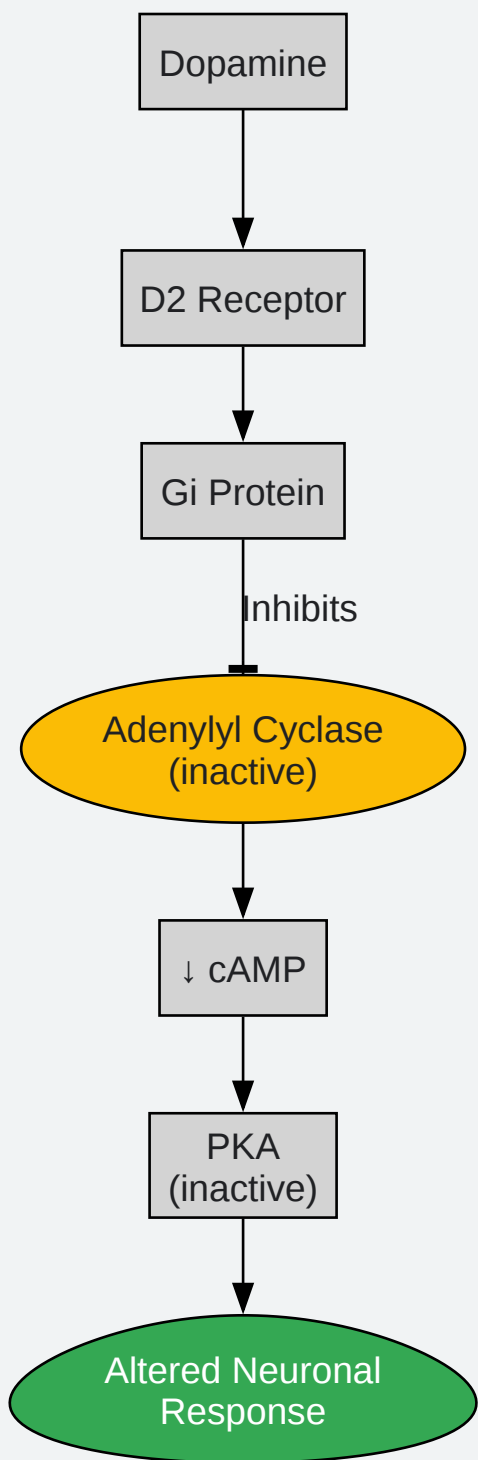 Dopamine
D2 Receptor
Gi Protein
Inhibits
Adenylyl Cyclase
(inactive)
↓ cAMP
PKA
(inactive)
Altered Neuronal
Response